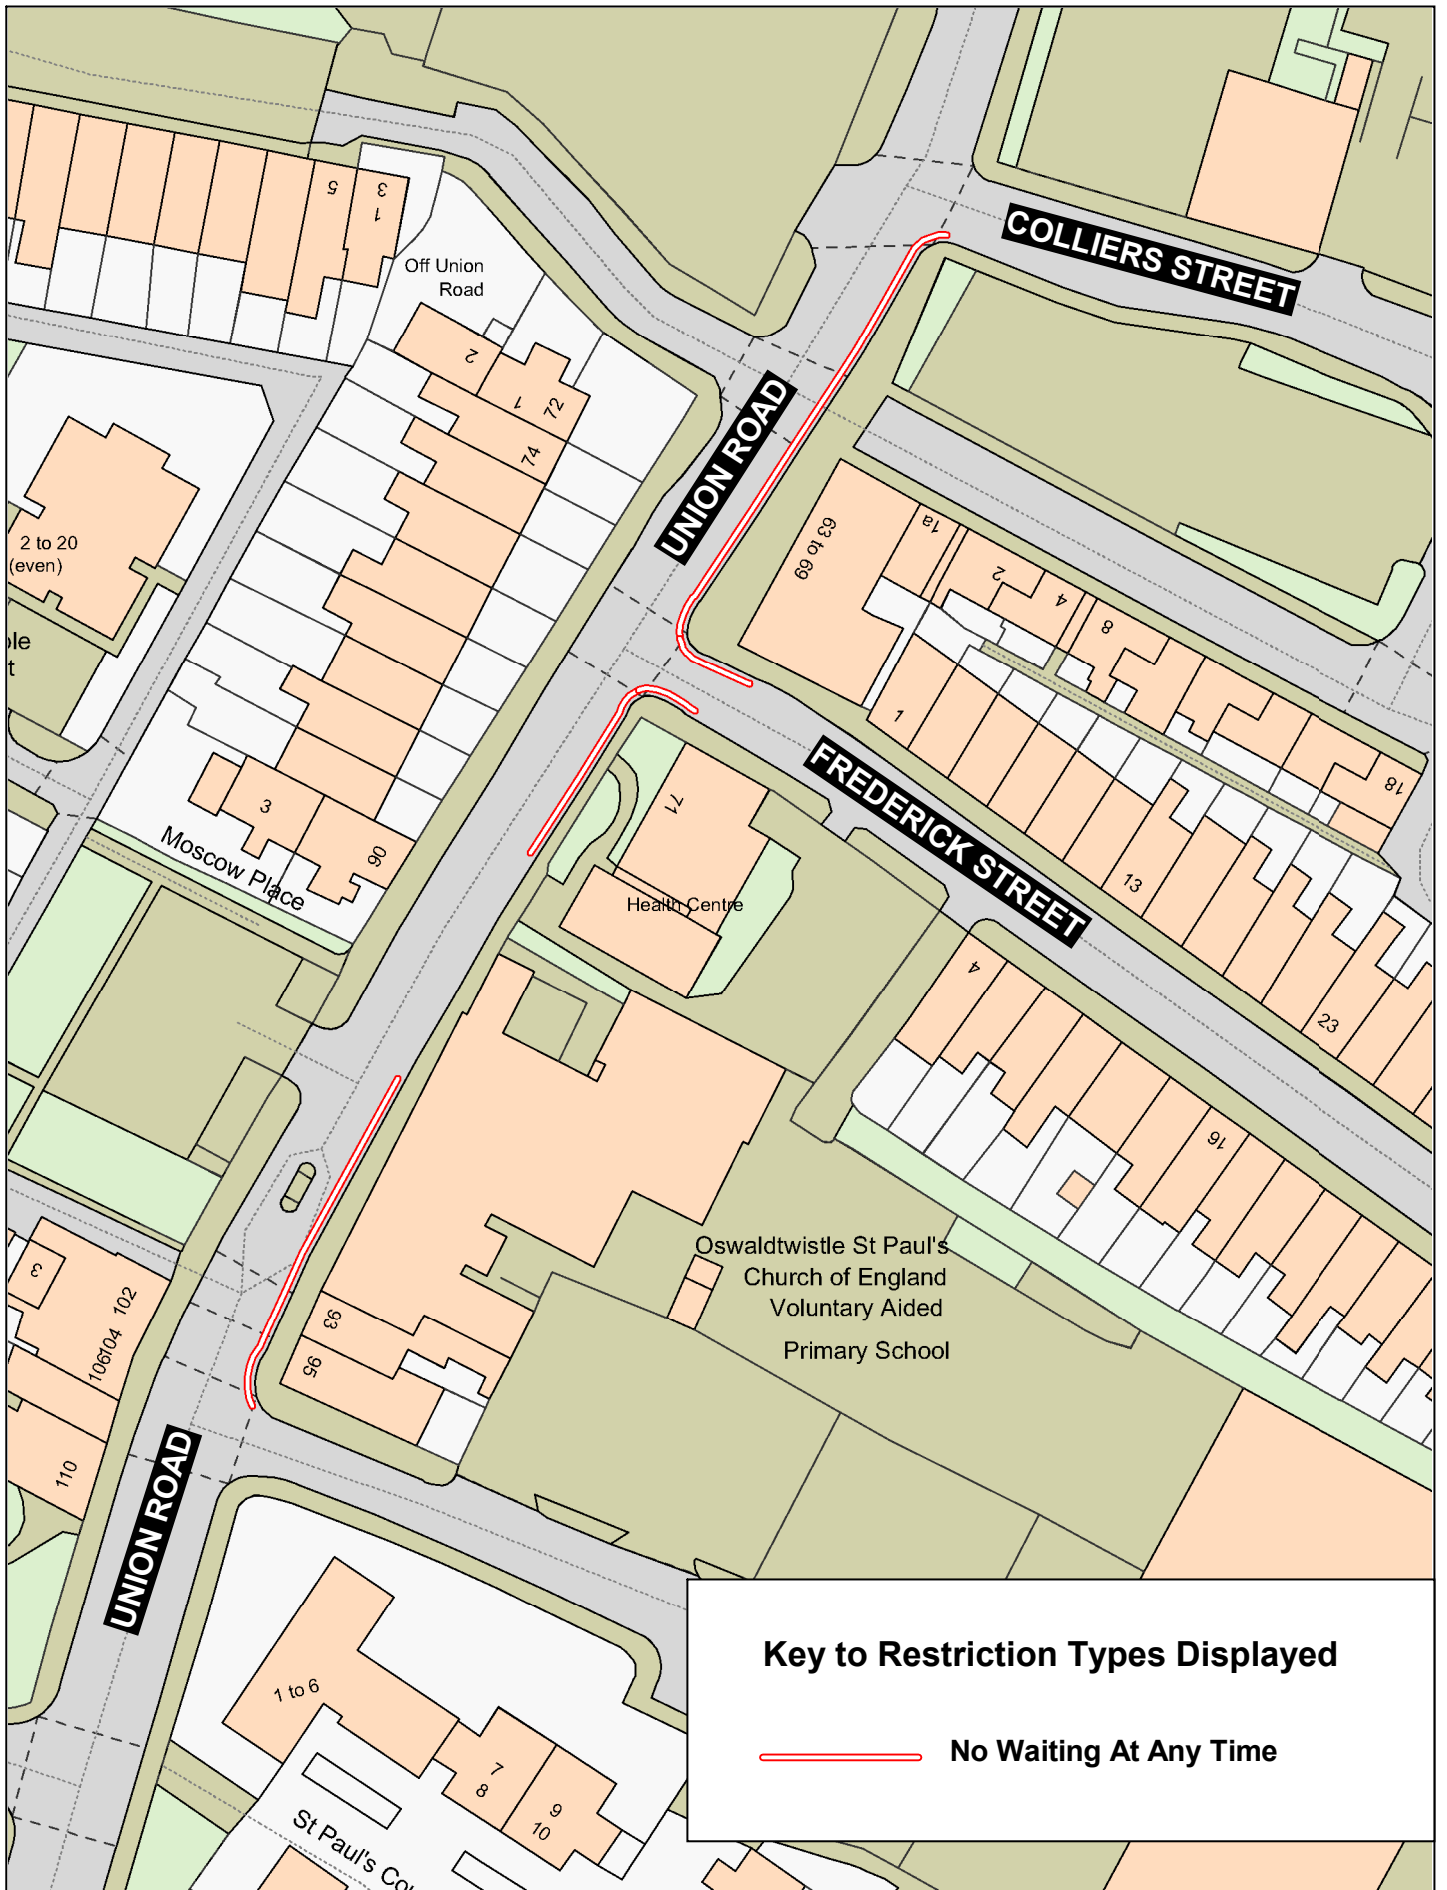 COLLIERS STREET
5
3
1
Off Union
Road
2
1
72
74
UNION ROAD
2 to 20
(even)
63 to 69
1a
2
4
8
18
1
71
FREDERICK STREET
3
90
Moscow Place
13
Health Centre
4
23
16
Oswaldtwistle St Paul's
Church of England
Voluntary Aided
Primary School
3
102
104
106
93
95
110
UNION ROAD
1 to 6
7
8
9
10
St Paul's Cou
Key to Restriction Types Displayed
No Waiting At Any Time